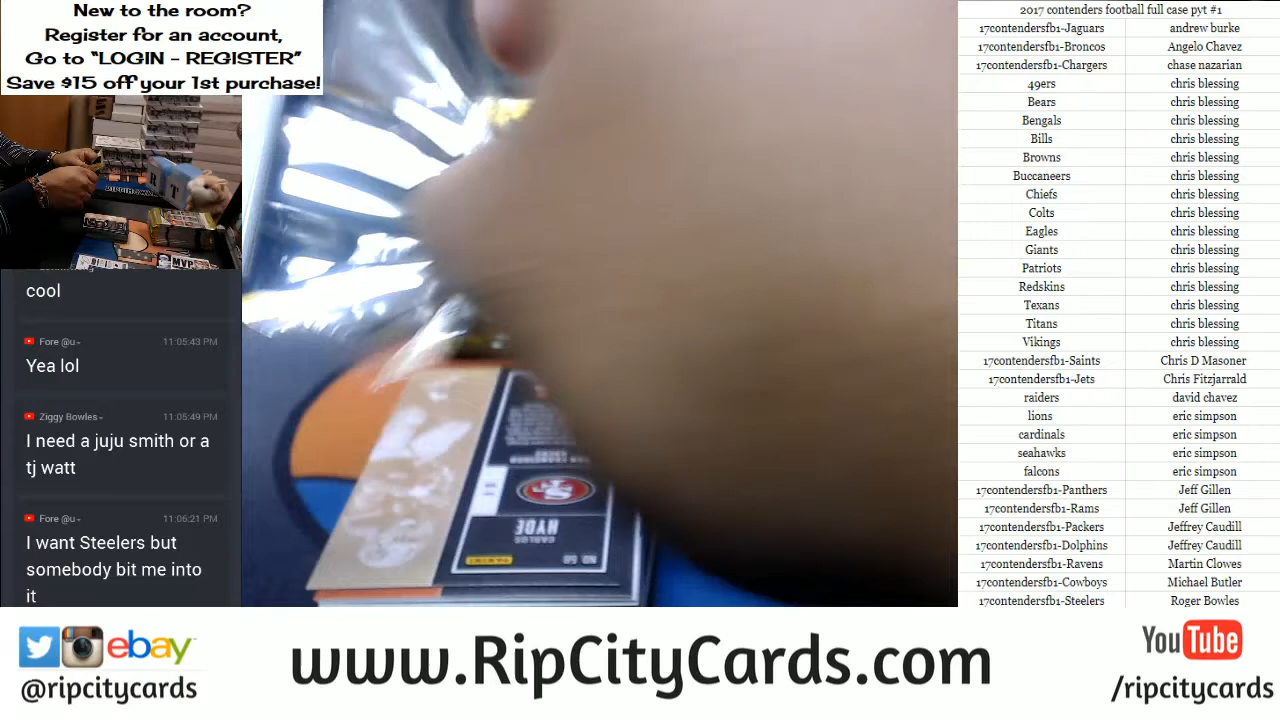 New to the room?
Register for an account,
Go to “LOGIN - REGISTER”
Save $15 off your 1st purchase!
RIPCITYCARDS
R T
MVP
cool
Fore @u
11:05:43 PM
Yea lol
Ziggy Bowles
11:05:49 PM
I need a juju smith or a
tj watt
Fore @u
11:06:21 PM
I want Steelers but
somebody bit me into
it
CARLOS
HYDE
NO 60
PANINI
2017 contenders football full case pyt #1
17contendersfb1-Jaguars andrew burke
17contendersfb1-Broncos Angelo Chavez
17contendersfb1-Chargers chase nazarian
49ers chris blessing
Bears chris blessing
Bengals chris blessing
Bills chris blessing
Browns chris blessing
Buccaneers chris blessing
Chiefs chris blessing
Colts chris blessing
Eagles chris blessing
Giants chris blessing
Patriots chris blessing
Redskins chris blessing
Texans chris blessing
Titans chris blessing
Vikings chris blessing
17contendersfb1-Saints Chris D Masoner
17contendersfb1-Jets Chris Fitzjarrald
raiders david chavez
lions eric simpson
cardinals eric simpson
seahawks eric simpson
falcons eric simpson
17contendersfb1-Panthers Jeff Gillen
17contendersfb1-Rams Jeff Gillen
17contendersfb1-Packers Jeffrey Caudill
17contendersfb1-Dolphins Jeffrey Caudill
17contendersfb1-Ravens Martin Clowes
17contendersfb1-Cowboys Michael Butler
17contendersfb1-Steelers Roger Bowles
ebay
@ripcitycards
www.RipCityCards.com
You Tube
/ripcitycards